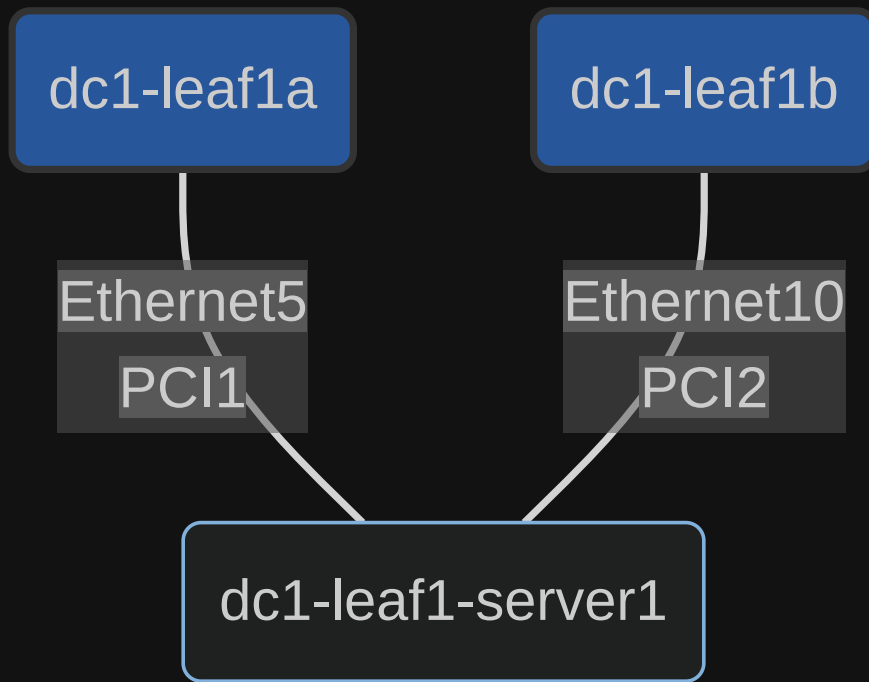 dc1-leaf1a
dc1-leaf1b
Ethernet5
PCI1
Ethernet10
PCI2
dc1-leaf1-server1